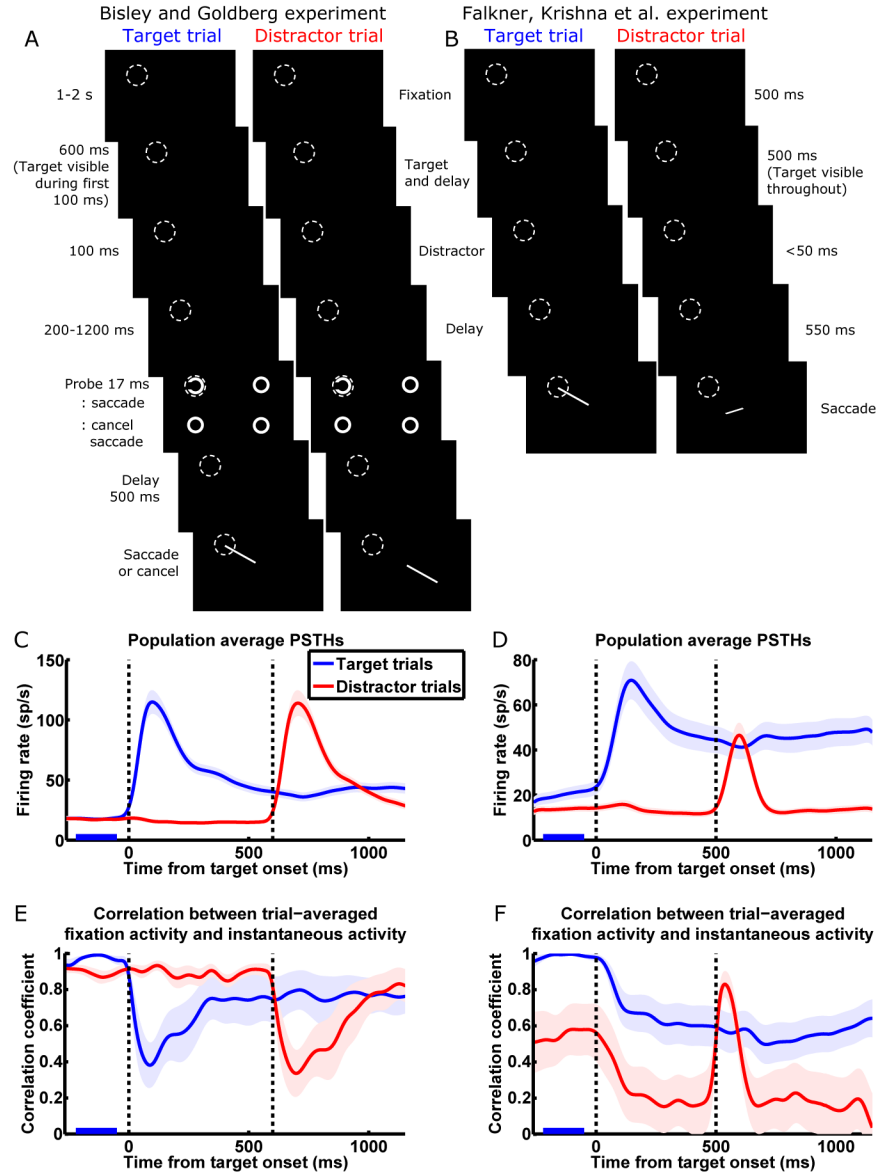 Bisley and Goldberg experiment
Falkner, Krishna et al. experiment
A
Target trial
Distractor trial
B
Target trial
Distractor trial
1-2 s
Fixation
500 ms
600 ms
(Target visible
during first
100 ms)
Target
and delay
500 ms
(Target visible
throughout)
100 ms
Distractor
<50 ms
200-1200 ms
Delay
550 ms
Probe 17 ms
: saccade
: cancel
saccade
Saccade
Delay
500 ms
Saccade
or cancel
C
Population average PSTHs
150
100
50
0
Firing rate (sp/s)
Target trials
Distractor trials
0
500
1000
Time from target onset (ms)
D
Population average PSTHs
80
60
40
20
0
Firing rate (sp/s)
0
500
1000
Time from target onset (ms)
E
Correlation between trial-averaged
fixation activity and instantaneous activity
1
0.8
0.6
0.4
0.2
0
Correlation coefficient
0
500
1000
Time from target onset (ms)
F
Correlation between trial-averaged
fixation activity and instantaneous activity
1
0.8
0.6
0.4
0.2
0
Correlation coefficient
0
500
1000
Time from target onset (ms)